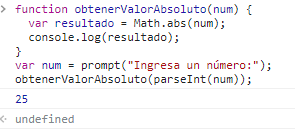 > function obtenerValorAbsoluto(num) {
var resultado = Math.abs(num);
console.log(resultado);
}
var num = prompt("Ingresa un número:");
obtenerValorAbsoluto(parseInt(num));
25
undefined